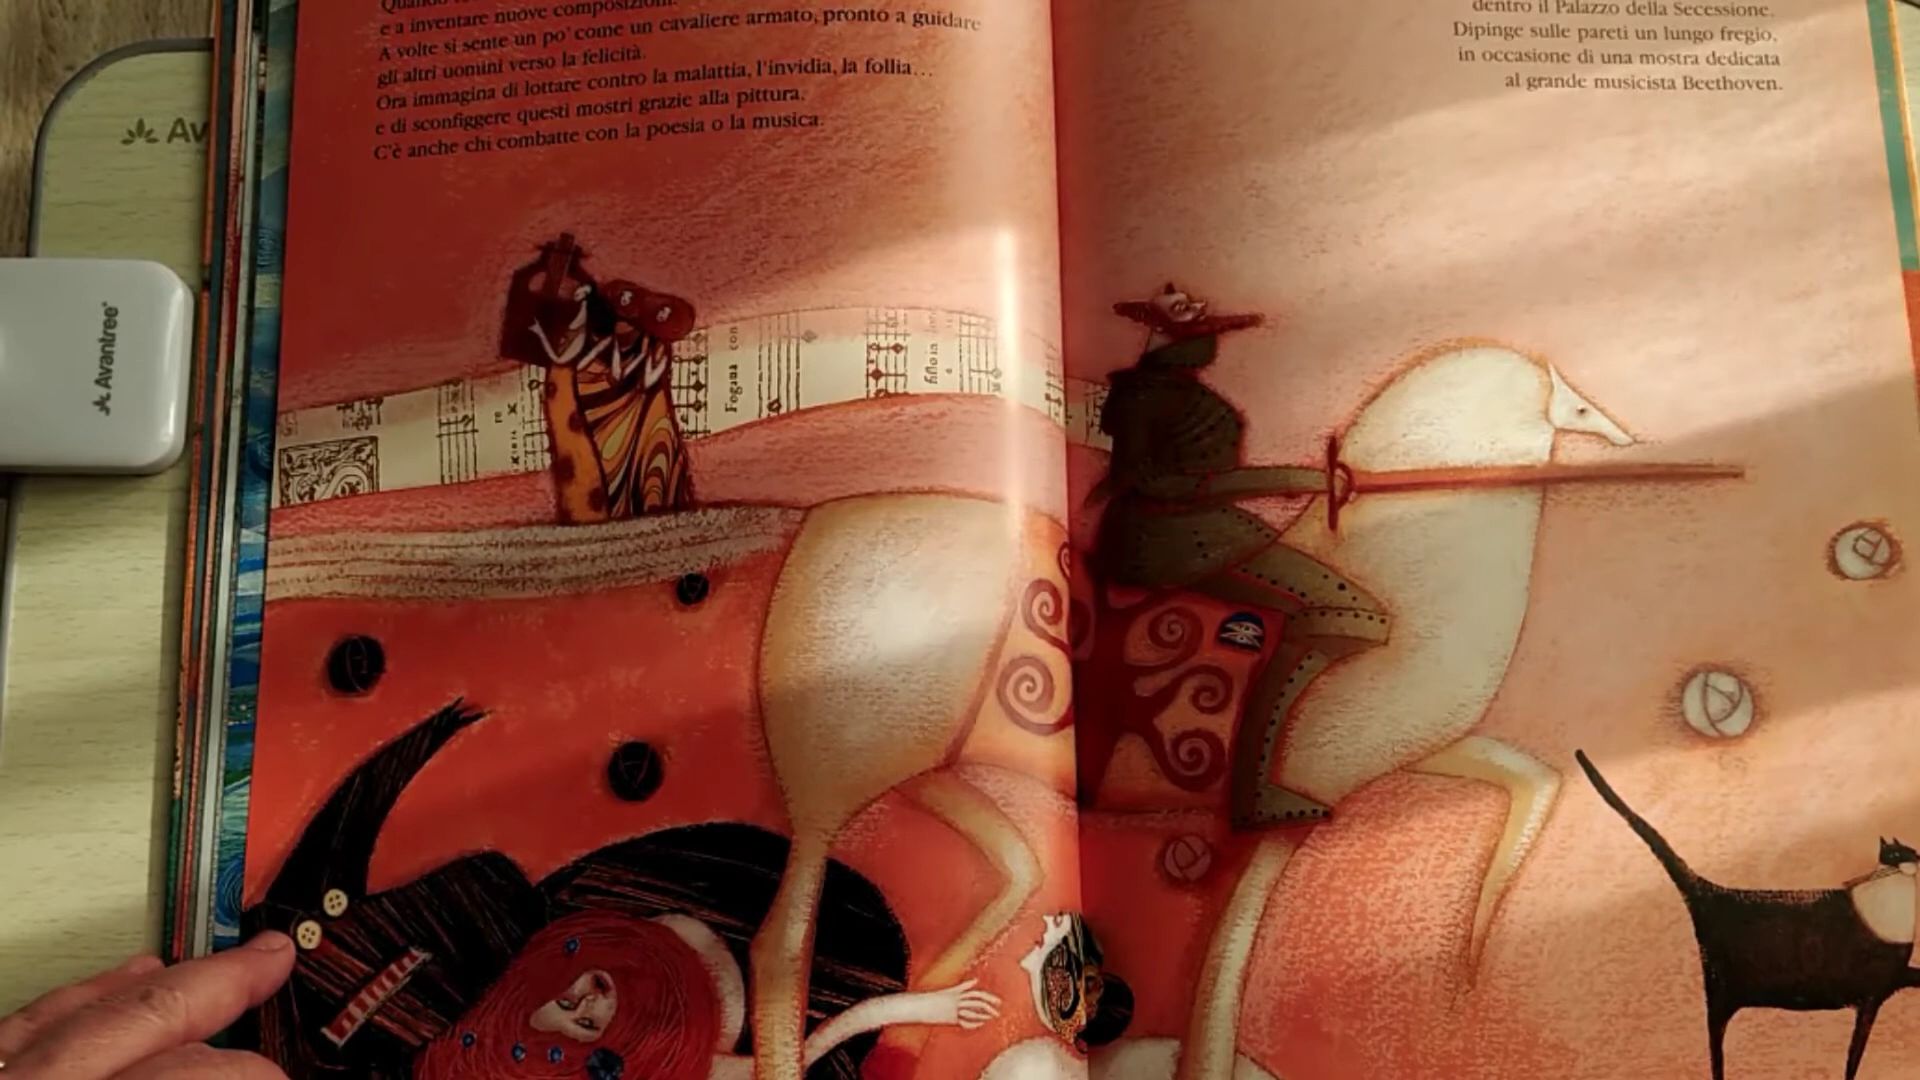 e a inventare nuove composizioni.
A volte si sente un po' come un cavaliere armato, pronto a guidare
gli altri uomini verso la felicità.
Ora immagina di lottare contro la malattia, l'invidia, la follia…
e di sconfiggere questi mostri grazie alla pittura.
C'è anche chi combatte con la poesia o la musica.
dentro il Palazzo della Secessione.
Dipinge sulle pareti un lungo fregio,
in occasione di una mostra dedicata
al grande musicista Beethoven.
Av
Avantree
Fogaua con
re